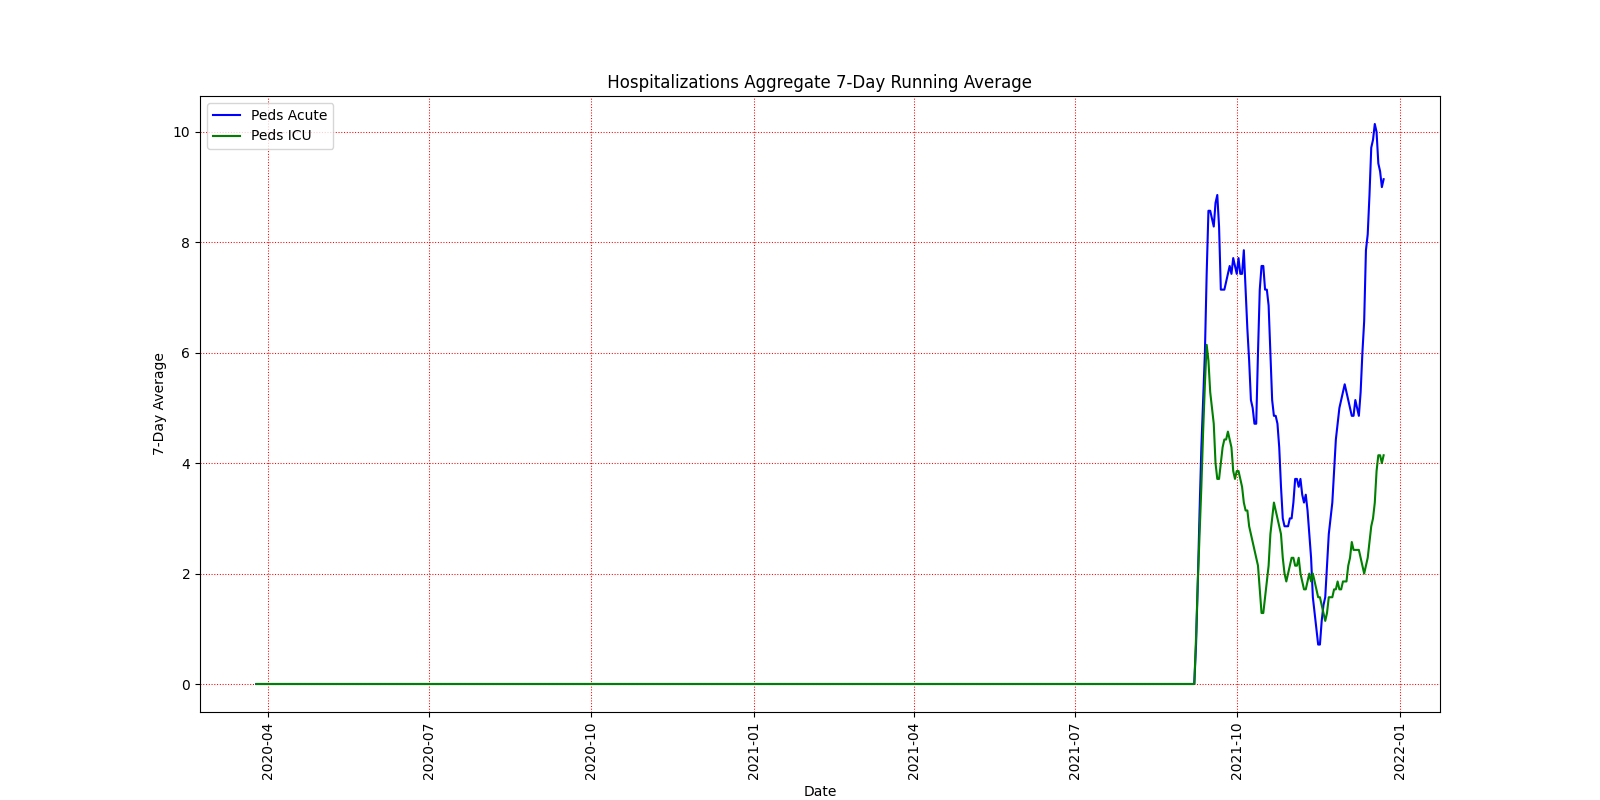 Hospitalizations Aggregate 7-Day Running Average
Peds Acute
Peds ICU
10
8
6
4
2
0
7-Day Average
2020-04
2020-07
2020-10
2021-01
2021-04
2021-07
2021-10
2022-01
Date